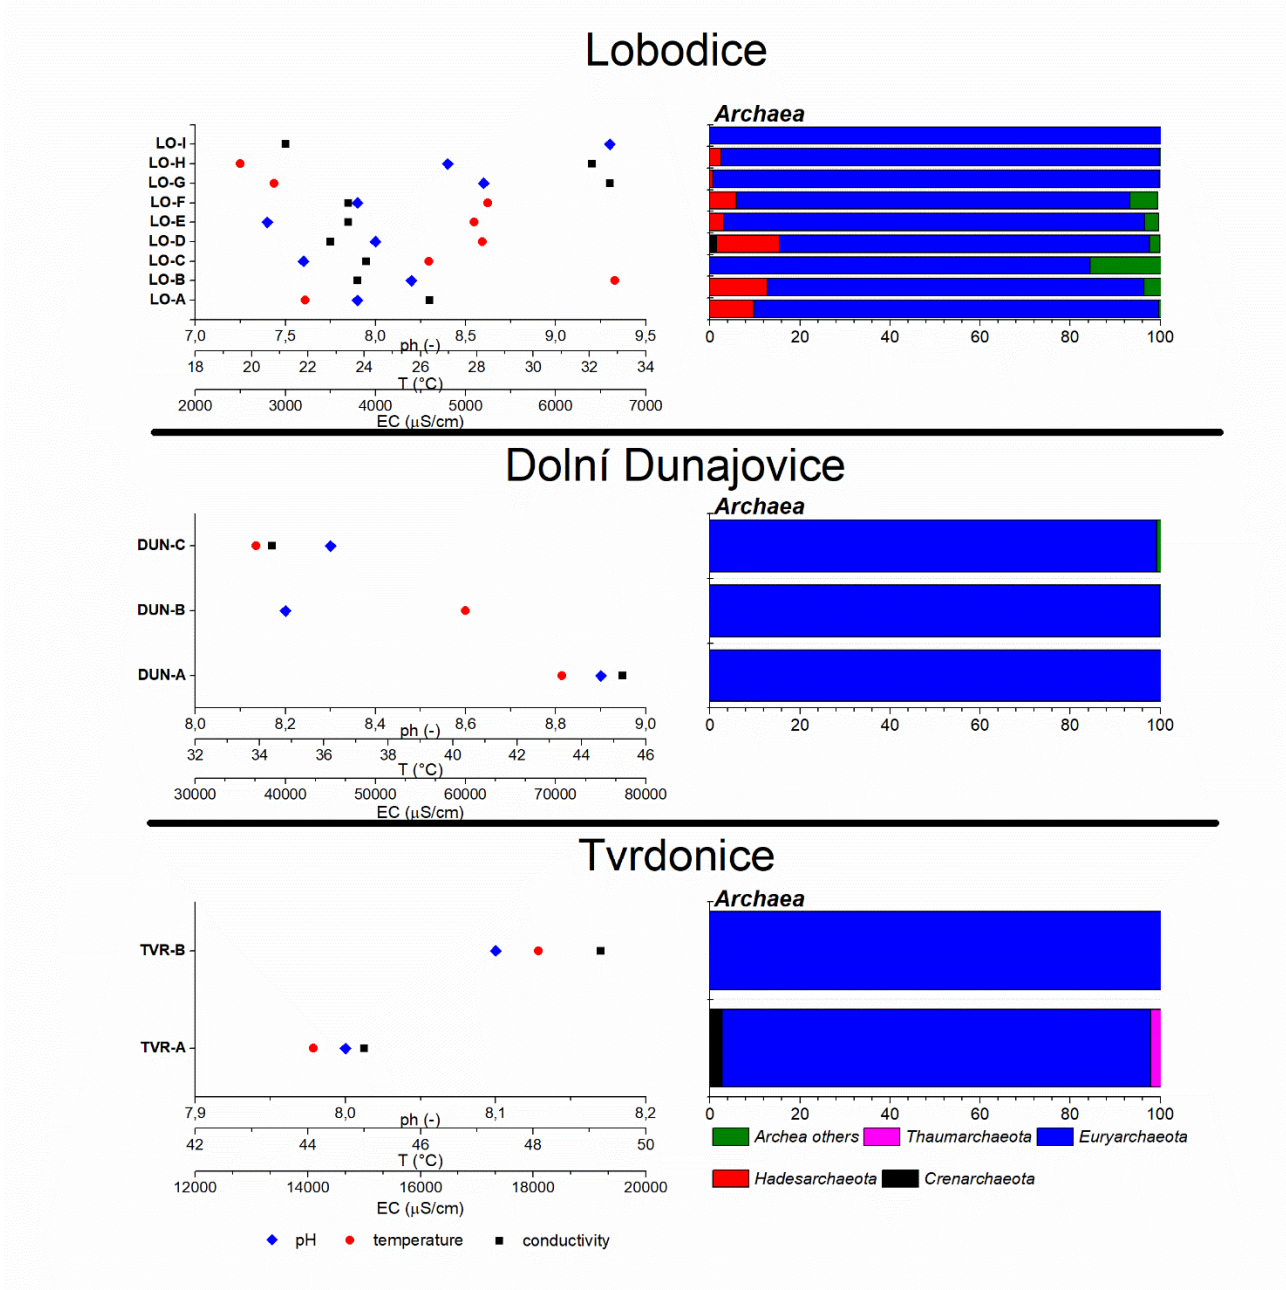 Lobodice
Archaea
LO-I
LO-H
LO-G
LO-F
LO-E
LO-D
LO-C
LO-B
LO-A
7,0 7,5 8,0 8,5 9,0 9,5
ph (-)
18 20 22 24 26 28 30 32 34
T (°C)
2000 3000 4000 5000 6000 7000
EC (μS/cm)
0 20 40 60 80 100
Dolní Dunajovice
Archaea
DUN-C
DUN-B
DUN-A
8,0 8,2 8,4 8,6 8,8 9,0
ph (-)
32 34 36 38 40 42 44 46
T (°C)
30000 40000 50000 60000 70000 80000
EC (μS/cm)
0 20 40 60 80 100
Tvrdonice
Archaea
TVR-B
TVR-A
7,9 8,0 8,1 8,2
ph (-)
42 44 46 48 50
T (°C)
12000 14000 16000 18000 20000
EC (μS/cm)
pH temperature conductivity
0 20 40 60 80 100
Archea others Thaumarchaeota Euryarchaeota
Hadesarchaeota Crenarchaeota